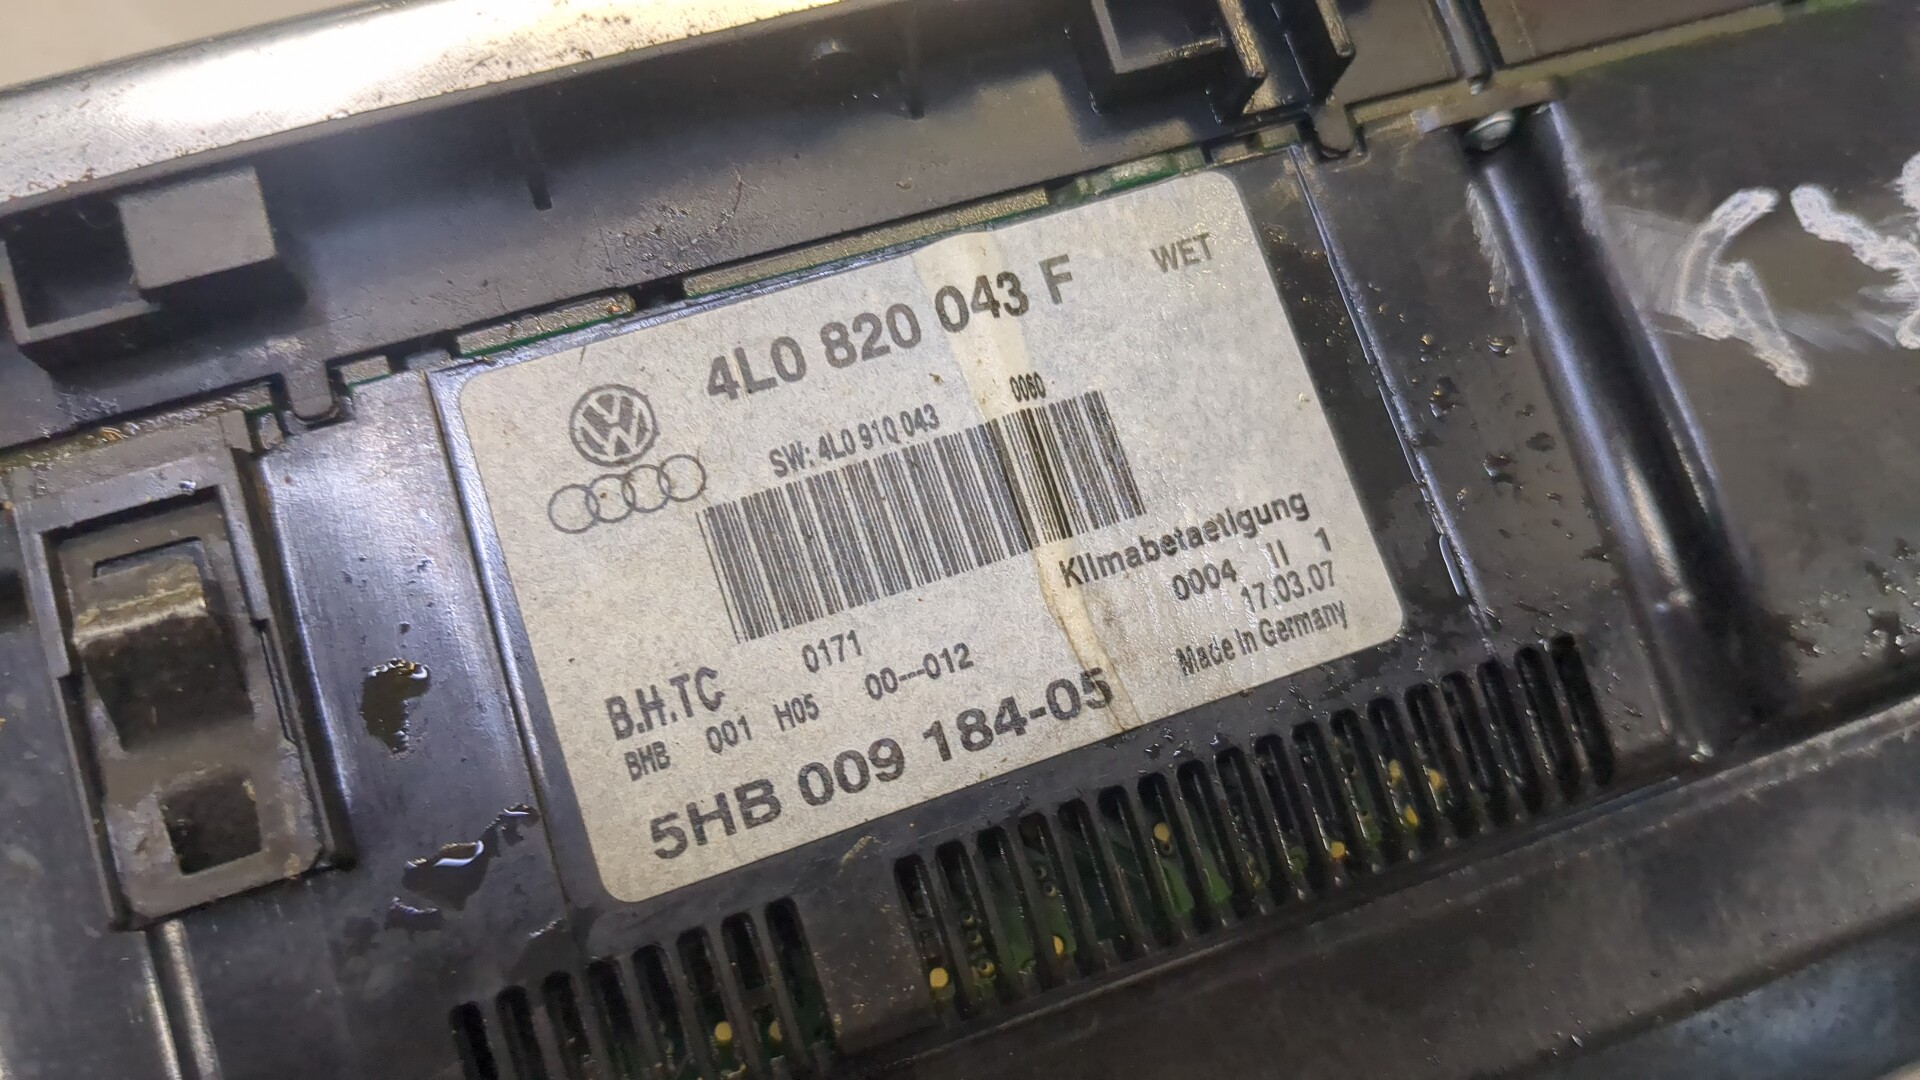 4L0 820 043 F
WET
SW: 4L0 910 043
0060
Klimabetaetigung
0004 II 1
17.03.07
Made in Germany
0171
B.H.TC
BMB 001 H05 00---012
5HB 009 184-05